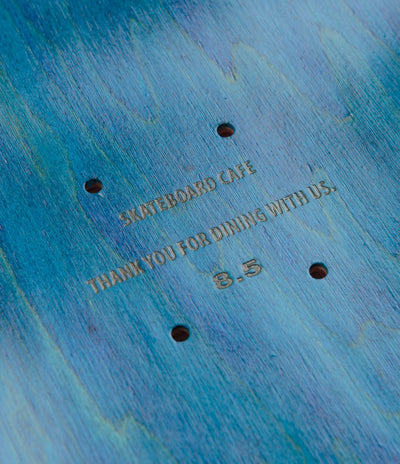 SKATEBOARD CAFE
THANK YOU FOR DINING WITH US.
8.5